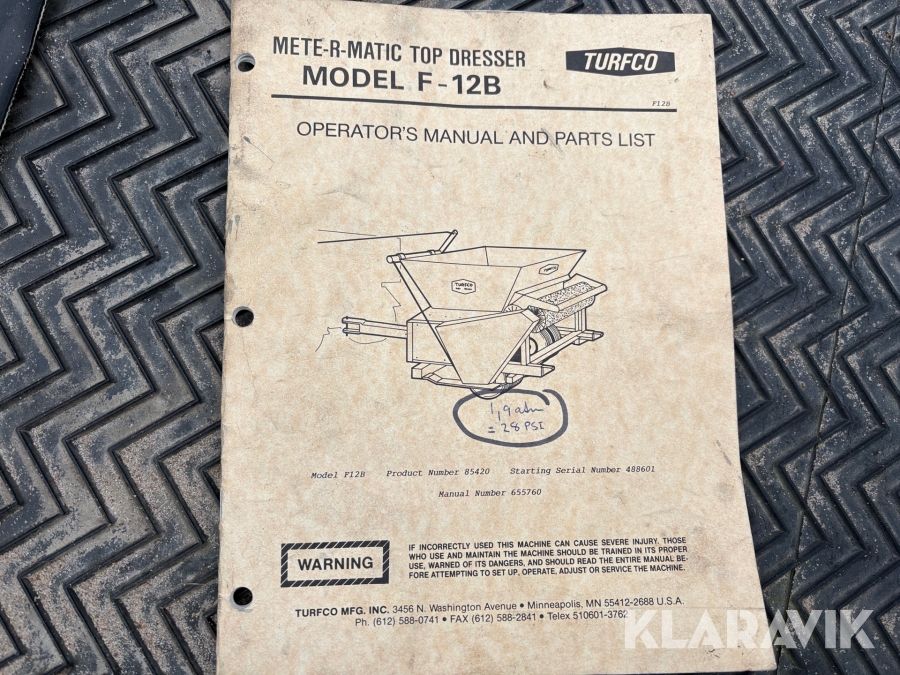 METE-R-MATIC TOP DRESSER
MODEL F-12B
TURFCO
F12B
OPERATOR'S MANUAL AND PARTS LIST
TURFCO
TURFCO
1,9 atm
= 28 PSI
Model F12B Product Number 85420 Starting Serial Number 488601
Manual Number 655760
WARNING
IF INCORRECTLY USED THIS MACHINE CAN CAUSE SEVERE INJURY. THOSE
WHO USE AND MAINTAIN THE MACHINE SHOULD BE TRAINED IN ITS PROPER
USE, WARNED OF ITS DANGERS, AND SHOULD READ THE ENTIRE MANUAL BE-
FORE ATTEMPTING TO SET UP, OPERATE, ADJUST OR SERVICE THE MACHINE.
TURFCO MFG. INC. 3456 N. Washington Avenue • Minneapolis, MN 55412-2688 U.S.A.
Ph. (612) 588-0741 • FAX (612) 588-2841 • Telex 510601-3762
KLARAVIK